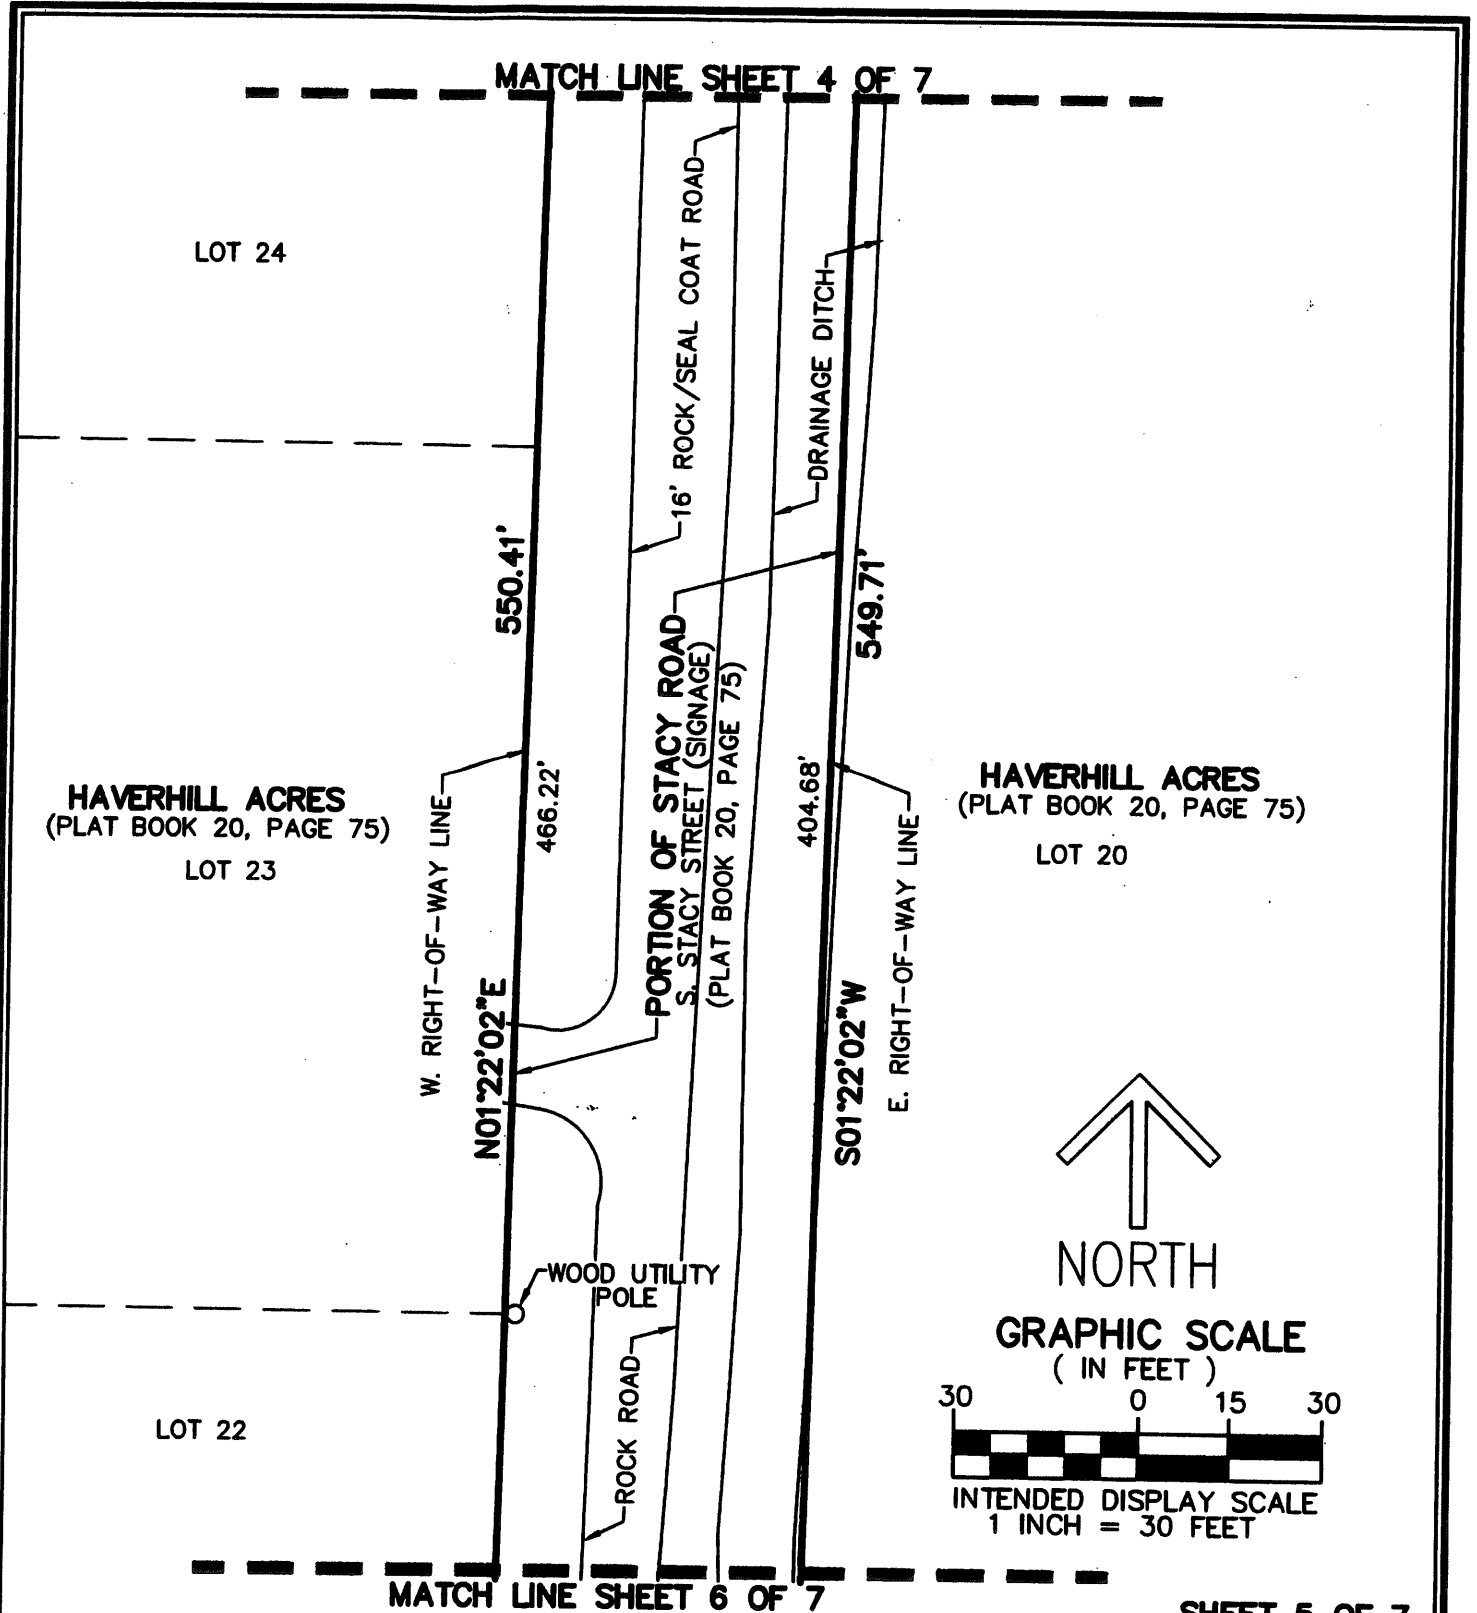 MATCH LINE SHEET 4 OF 7
LOT 24
16' ROCK/SEAL COAT ROAD
DRAINAGE DITCH
550.41'
549.71'
W. RIGHT-OF-WAY LINE
466.22'
PORTION OF STACY ROAD
S. STACY STREET (SIGNAGE)
(PLAT BOOK 20, PAGE 75)
404.68'
E. RIGHT-OF-WAY LINE
HAVERHILL ACRES
(PLAT BOOK 20, PAGE 75)
LOT 23
HAVERHILL ACRES
(PLAT BOOK 20, PAGE 75)
LOT 20
N01°22'02"E
S01°22'02"W
NORTH
WOOD UTILITY
POLE
ROCK ROAD
LOT 22
GRAPHIC SCALE
( IN FEET )
30 0 15 30
INTENDED DISPLAY SCALE
1 INCH = 30 FEET
MATCH LINE SHEET 6 OF 7
SHEET 5 OF 7